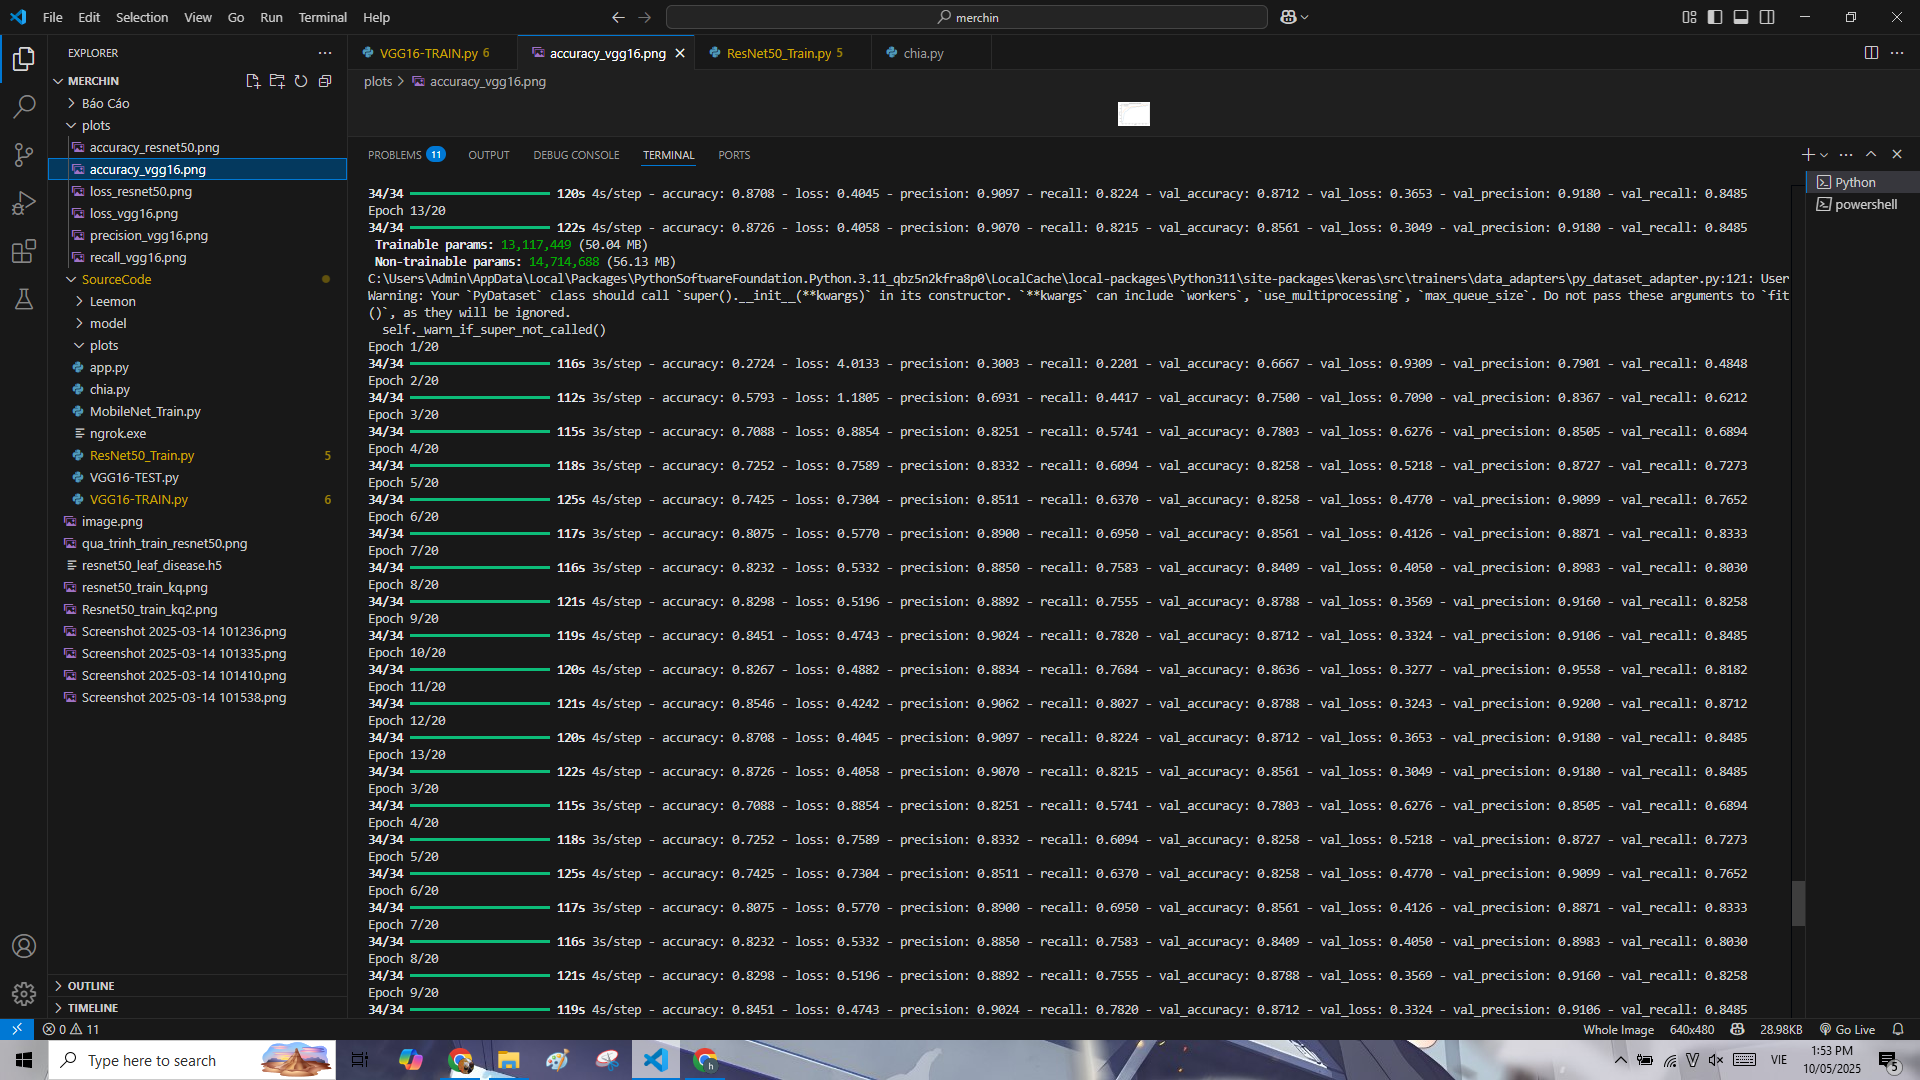 File Edit Selection View Go Run Terminal Help
merchin
EXPLORER
MERCHIN
Báo Cáo
plots
accuracy_resnet50.png
accuracy_vgg16.png
loss_resnet50.png
loss_vgg16.png
precision_vgg16.png
recall_vgg16.png
SourceCode
Leemon
model
plots
app.py
chia.py
MobileNet_Train.py
ngrok.exe
ResNet50_Train.py 5
VGG16-TEST.py
VGG16-TRAIN.py 6
image.png
qua_trinh_train_resnet50.png
resnet50_leaf_disease.h5
resnet50_train_kq.png
Resnet50_train_kq2.png
Screenshot 2025-03-14 101236.png
Screenshot 2025-03-14 101335.png
Screenshot 2025-03-14 101410.png
Screenshot 2025-03-14 101538.png
OUTLINE
TIMELINE
VGG16-TRAIN.py 6 accuracy_vgg16.png ResNet50_Train.py 5 chia.py
plots > accuracy_vgg16.png
PROBLEMS 11 OUTPUT DEBUG CONSOLE TERMINAL PORTS
Python
powershell
34/34 120s 4s/step - accuracy: 0.8708 - loss: 0.4045 - precision: 0.9097 - recall: 0.8224 - val_accuracy: 0.8712 - val_loss: 0.3653 - val_precision: 0.9180 - val_recall: 0.8485
Epoch 13/20
34/34 122s 4s/step - accuracy: 0.8726 - loss: 0.4058 - precision: 0.9070 - recall: 0.8215 - val_accuracy: 0.8561 - val_loss: 0.3049 - val_precision: 0.9180 - val_recall: 0.8485
Trainable params: 13,117,449 (50.04 MB)
Non-trainable params: 14,714,688 (56.13 MB)
C:\Users\Admin\AppData\Local\Packages\PythonSoftwareFoundation.Python.3.11_qbz5n2kfra8p0\LocalCache\local-packages\Python311\site-packages\keras\src\trainers\data_adapters\py_dataset_adapter.py:121: User
Warning: Your `PyDataset` class should call `super().__init__(**kwargs)` in its constructor. `**kwargs` can include `workers`, `use_multiprocessing`, `max_queue_size`. Do not pass these arguments to `fit
()`, as they will be ignored.
self._warn_if_super_not_called()
Epoch 1/20
34/34 116s 3s/step - accuracy: 0.2724 - loss: 4.0133 - precision: 0.3003 - recall: 0.2201 - val_accuracy: 0.6667 - val_loss: 0.9309 - val_precision: 0.7901 - val_recall: 0.4848
Epoch 2/20
34/34 112s 3s/step - accuracy: 0.5793 - loss: 1.1805 - precision: 0.6931 - recall: 0.4417 - val_accuracy: 0.7500 - val_loss: 0.7090 - val_precision: 0.8367 - val_recall: 0.6212
Epoch 3/20
34/34 115s 3s/step - accuracy: 0.7088 - loss: 0.8854 - precision: 0.8251 - recall: 0.5741 - val_accuracy: 0.7803 - val_loss: 0.6276 - val_precision: 0.8505 - val_recall: 0.6894
Epoch 4/20
34/34 118s 3s/step - accuracy: 0.7252 - loss: 0.7589 - precision: 0.8332 - recall: 0.6094 - val_accuracy: 0.8258 - val_loss: 0.5218 - val_precision: 0.8727 - val_recall: 0.7273
Epoch 5/20
34/34 125s 4s/step - accuracy: 0.7425 - loss: 0.7304 - precision: 0.8511 - recall: 0.6370 - val_accuracy: 0.8258 - val_loss: 0.4770 - val_precision: 0.9099 - val_recall: 0.7652
Epoch 6/20
34/34 117s 3s/step - accuracy: 0.8075 - loss: 0.5770 - precision: 0.8900 - recall: 0.6950 - val_accuracy: 0.8561 - val_loss: 0.4126 - val_precision: 0.8871 - val_recall: 0.8333
Epoch 7/20
34/34 116s 3s/step - accuracy: 0.8232 - loss: 0.5332 - precision: 0.8850 - recall: 0.7583 - val_accuracy: 0.8409 - val_loss: 0.4050 - val_precision: 0.8983 - val_recall: 0.8030
Epoch 8/20
34/34 121s 4s/step - accuracy: 0.8298 - loss: 0.5196 - precision: 0.8892 - recall: 0.7555 - val_accuracy: 0.8788 - val_loss: 0.3569 - val_precision: 0.9160 - val_recall: 0.8258
Epoch 9/20
34/34 119s 4s/step - accuracy: 0.8451 - loss: 0.4743 - precision: 0.9024 - recall: 0.7820 - val_accuracy: 0.8712 - val_loss: 0.3324 - val_precision: 0.9106 - val_recall: 0.8485
Epoch 10/20
34/34 120s 4s/step - accuracy: 0.8267 - loss: 0.4882 - precision: 0.8834 - recall: 0.7684 - val_accuracy: 0.8636 - val_loss: 0.3277 - val_precision: 0.9558 - val_recall: 0.8182
Epoch 11/20
34/34 121s 4s/step - accuracy: 0.8546 - loss: 0.4242 - precision: 0.9062 - recall: 0.8027 - val_accuracy: 0.8788 - val_loss: 0.3243 - val_precision: 0.9200 - val_recall: 0.8712
Epoch 12/20
34/34 120s 4s/step - accuracy: 0.8708 - loss: 0.4045 - precision: 0.9097 - recall: 0.8224 - val_accuracy: 0.8712 - val_loss: 0.3653 - val_precision: 0.9180 - val_recall: 0.8485
Epoch 13/20
34/34 122s 4s/step - accuracy: 0.8726 - loss: 0.4058 - precision: 0.9070 - recall: 0.8215 - val_accuracy: 0.8561 - val_loss: 0.3049 - val_precision: 0.9180 - val_recall: 0.8485
Epoch 3/20
34/34 115s 3s/step - accuracy: 0.7088 - loss: 0.8854 - precision: 0.8251 - recall: 0.5741 - val_accuracy: 0.7803 - val_loss: 0.6276 - val_precision: 0.8505 - val_recall: 0.6894
Epoch 4/20
34/34 118s 3s/step - accuracy: 0.7252 - loss: 0.7589 - precision: 0.8332 - recall: 0.6094 - val_accuracy: 0.8258 - val_loss: 0.5218 - val_precision: 0.8727 - val_recall: 0.7273
Epoch 5/20
34/34 125s 4s/step - accuracy: 0.7425 - loss: 0.7304 - precision: 0.8511 - recall: 0.6370 - val_accuracy: 0.8258 - val_loss: 0.4770 - val_precision: 0.9099 - val_recall: 0.7652
Epoch 6/20
34/34 117s 3s/step - accuracy: 0.8075 - loss: 0.5770 - precision: 0.8900 - recall: 0.6950 - val_accuracy: 0.8561 - val_loss: 0.4126 - val_precision: 0.8871 - val_recall: 0.8333
Epoch 7/20
34/34 116s 3s/step - accuracy: 0.8232 - loss: 0.5332 - precision: 0.8850 - recall: 0.7583 - val_accuracy: 0.8409 - val_loss: 0.4050 - val_precision: 0.8983 - val_recall: 0.8030
Epoch 8/20
34/34 121s 4s/step - accuracy: 0.8298 - loss: 0.5196 - precision: 0.8892 - recall: 0.7555 - val_accuracy: 0.8788 - val_loss: 0.3569 - val_precision: 0.9160 - val_recall: 0.8258
Epoch 9/20
34/34 119s 4s/step - accuracy: 0.8451 - loss: 0.4743 - precision: 0.9024 - recall: 0.7820 - val_accuracy: 0.8712 - val_loss: 0.3324 - val_precision: 0.9106 - val_recall: 0.8485
0 11 Whole Image 640x480 28.98KB Go Live
Type here to search
VIE
1:53 PM
10/05/2025
5